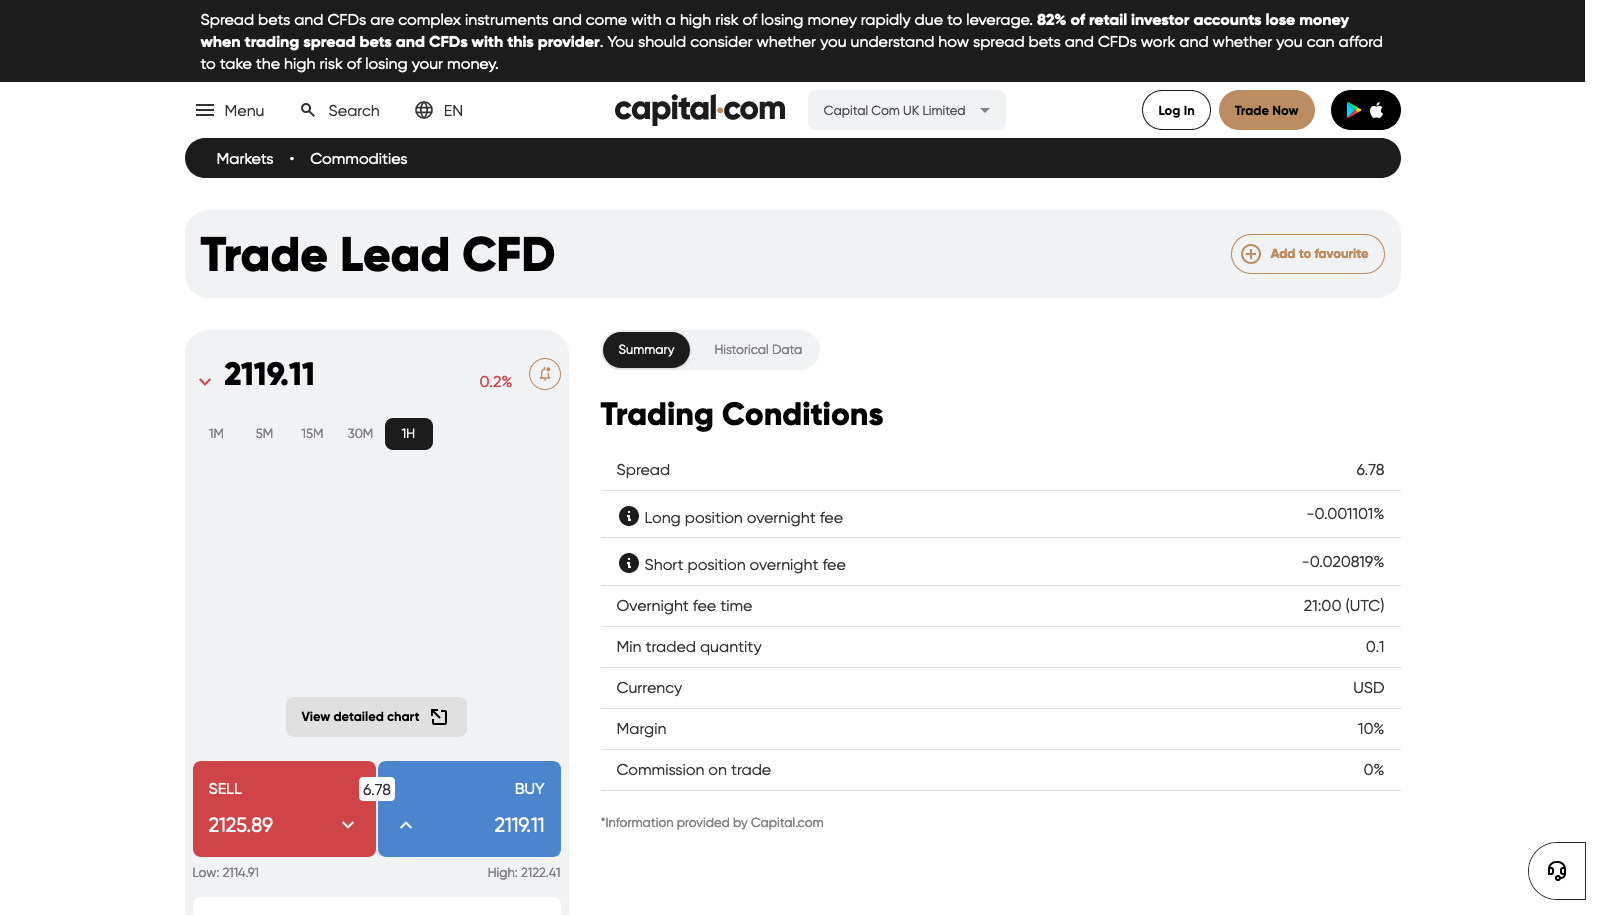 Spread bets and CFDs are complex instruments and come with a high risk of losing money rapidly due to leverage. 82% of retail investor accounts lose money
when trading spread bets and CFDs with this provider. You should consider whether you understand how spread bets and CFDs work and whether you can afford
to take the high risk of losing your money.
Menu Search EN capital.com Capital Com UK Limited Log In Trade Now
Markets • Commodities
Trade Lead CFD
Add to favourite
2119.11 0.2%
1M 5M 15M 30M 1H
View detailed chart
SELL 6.78 BUY
2125.89 2119.11
Low: 2114.91 High: 2122.41
Summary Historical Data
Trading Conditions
Spread 6.78
Long position overnight fee -0.001101%
Short position overnight fee -0.020819%
Overnight fee time 21:00 (UTC)
Min traded quantity 0.1
Currency USD
Margin 10%
Commission on trade 0%
*Information provided by Capital.com